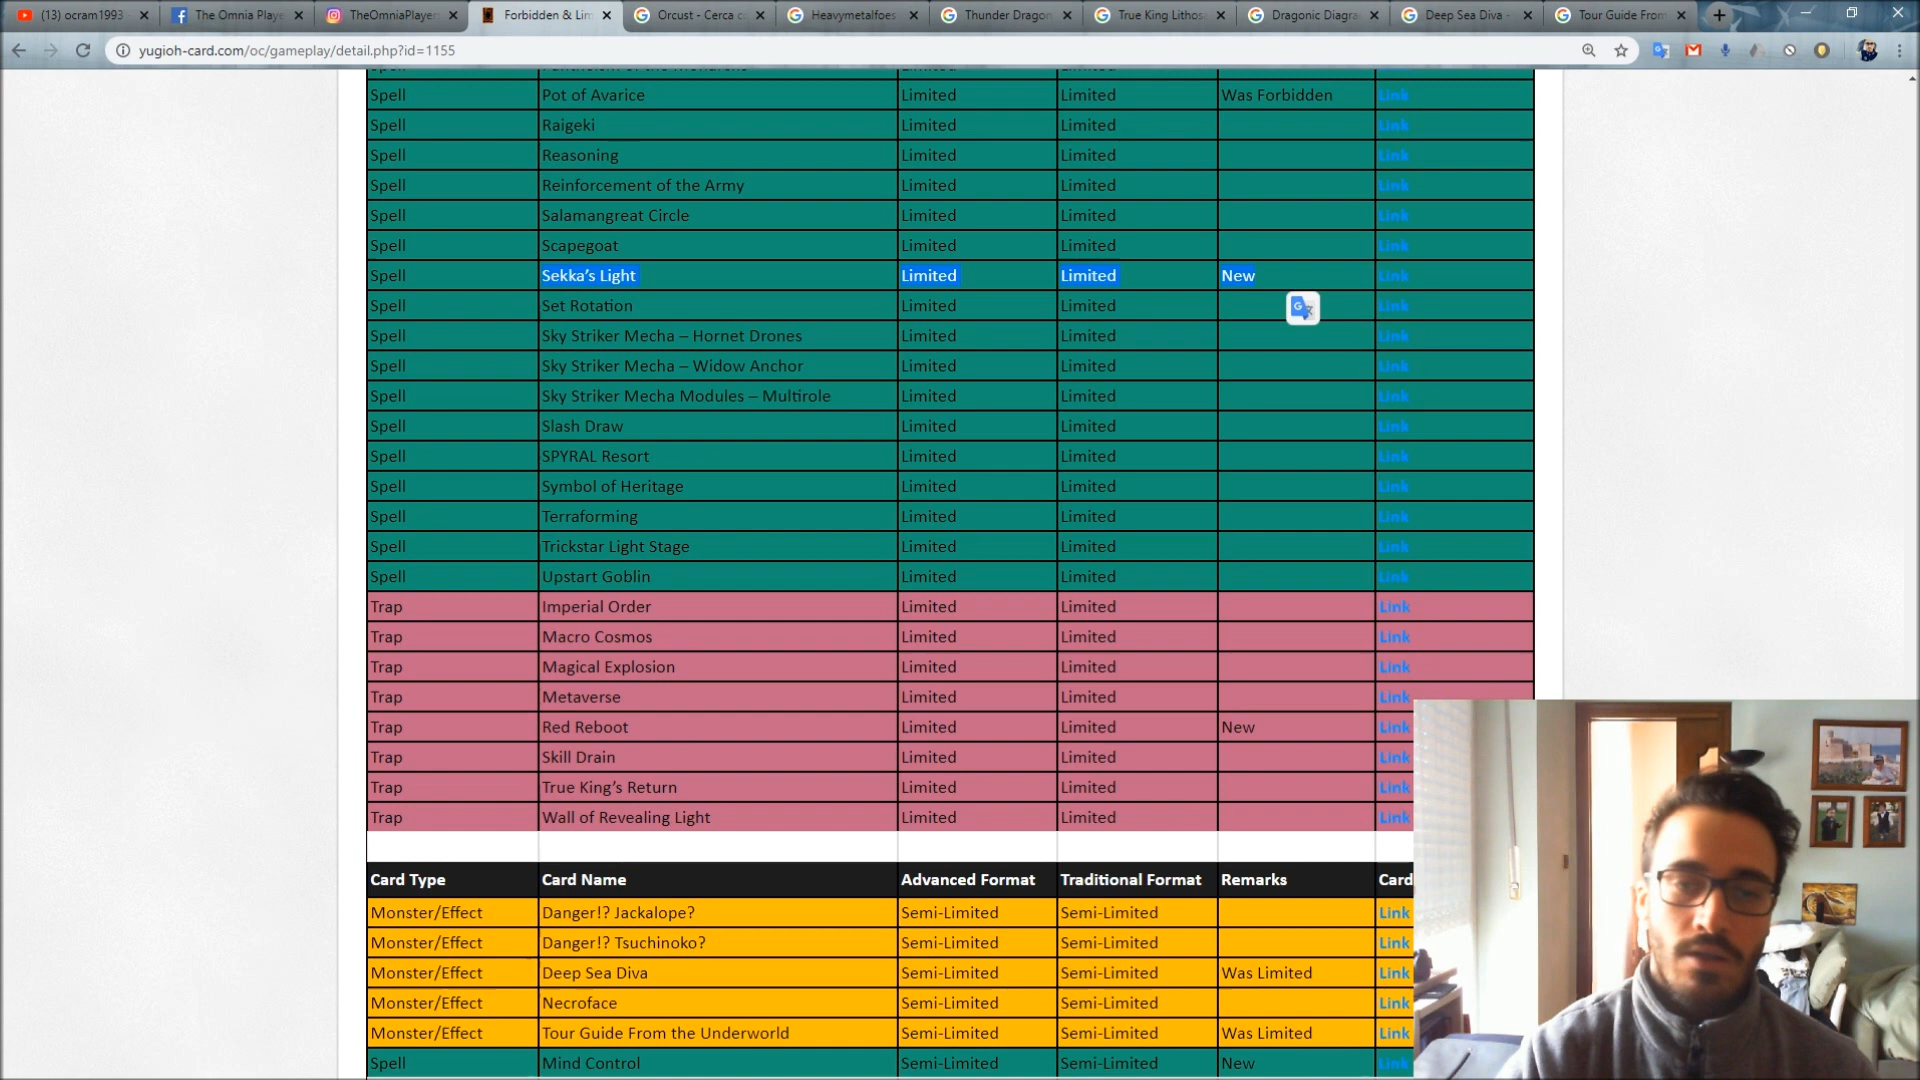 (13) ocram1993
The Omnia Playe
TheOmniaPlayer
Forbidden & Lim
Orcust - Cerca c
Heavymetalfoes
Thunder Dragon
True King Lithos
Dragonic Diagra
Deep Sea Diva -
Tour Guide From
yugioh-card.com/oc/gameplay/detail.php?id=1155
Spell Pot of Avarice Limited Limited Was Forbidden Link
Spell Raigeki Limited Limited Link
Spell Reasoning Limited Limited Link
Spell Reinforcement of the Army Limited Limited Link
Spell Salamangreat Circle Limited Limited Link
Spell Scapegoat Limited Limited Link
Spell Sekka’s Light Limited Limited New Link
Spell Set Rotation Limited Limited Link
Spell Sky Striker Mecha – Hornet Drones Limited Limited Link
Spell Sky Striker Mecha – Widow Anchor Limited Limited Link
Spell Sky Striker Mecha Modules – Multirole Limited Limited Link
Spell Slash Draw Limited Limited Link
Spell SPYRAL Resort Limited Limited Link
Spell Symbol of Heritage Limited Limited Link
Spell Terraforming Limited Limited Link
Spell Trickstar Light Stage Limited Limited Link
Spell Upstart Goblin Limited Limited Link
Trap Imperial Order Limited Limited Link
Trap Macro Cosmos Limited Limited Link
Trap Magical Explosion Limited Limited Link
Trap Metaverse Limited Limited Link
Trap Red Reboot Limited Limited New Link
Trap Skill Drain Limited Limited Link
Trap True King’s Return Limited Limited Link
Trap Wall of Revealing Light Limited Limited Link
Card Type Card Name Advanced Format Traditional Format Remarks Card
Monster/Effect Danger!? Jackalope? Semi-Limited Semi-Limited Link
Monster/Effect Danger!? Tsuchinoko? Semi-Limited Semi-Limited Link
Monster/Effect Deep Sea Diva Semi-Limited Semi-Limited Was Limited Link
Monster/Effect Necroface Semi-Limited Semi-Limited Link
Monster/Effect Tour Guide From the Underworld Semi-Limited Semi-Limited Was Limited Link
Spell Mind Control Semi-Limited Semi-Limited New Link